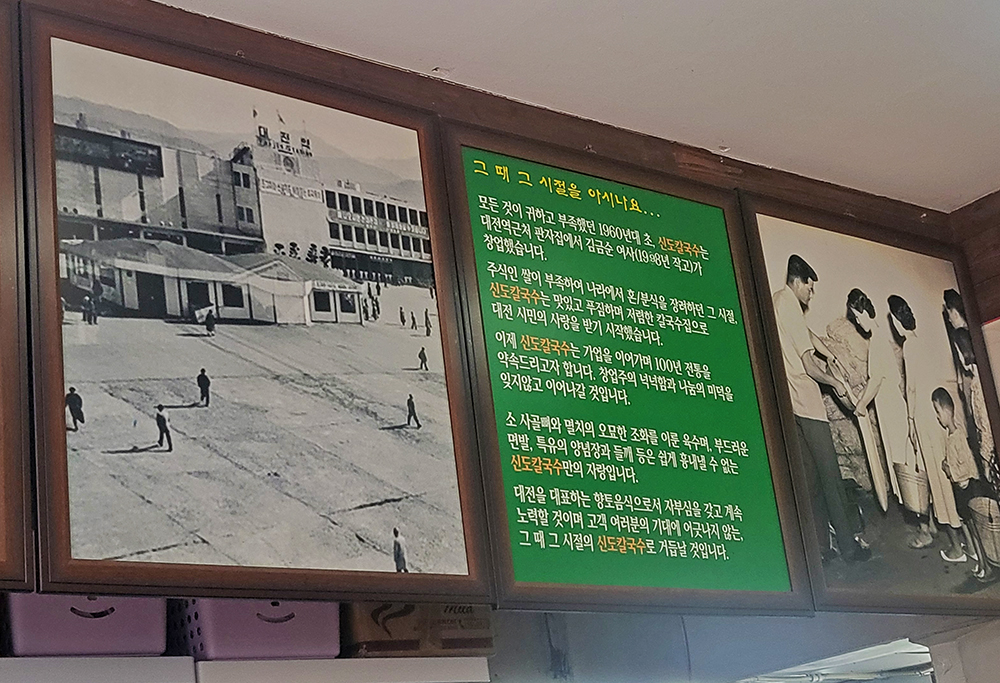 대전역
그 때 그 시절을 아시나요...
모든 것이 귀하고 부족했던 1960년대 초, 신도칼국수는
대전역근처 판자집에서 김금순 여사(1998년 작고)가
창업했습니다.
주식인 쌀이 부족하여 나라에서 혼/분식을 장려하던 그 시절,
신도칼국수는 맛있고 푸짐하며 저렴한 칼국수집으로
대전 시민의 사랑을 받기 시작했습니다.
이제 신도칼국수는 가업을 이어가며 100년 전통을
약속드리고자 합니다. 창업주의 넉넉함과 나눔의 미덕을
잊지않고 이어나갈 것입니다.
소 사골뼈와 멸치의 오묘한 조화를 이룬 육수며, 부드러운
면발, 특유의 양념장과 들깨 등은 쉽게 흉내낼 수 없는
신도칼국수만의 자랑입니다.
대전을 대표하는 향토음식으로서 자부심을 갖고 계속
노력할 것이며 고객 여러분의 기대에 어긋나지 않는,
그 때 그 시절의 신도칼국수로 거듭날 것입니다.